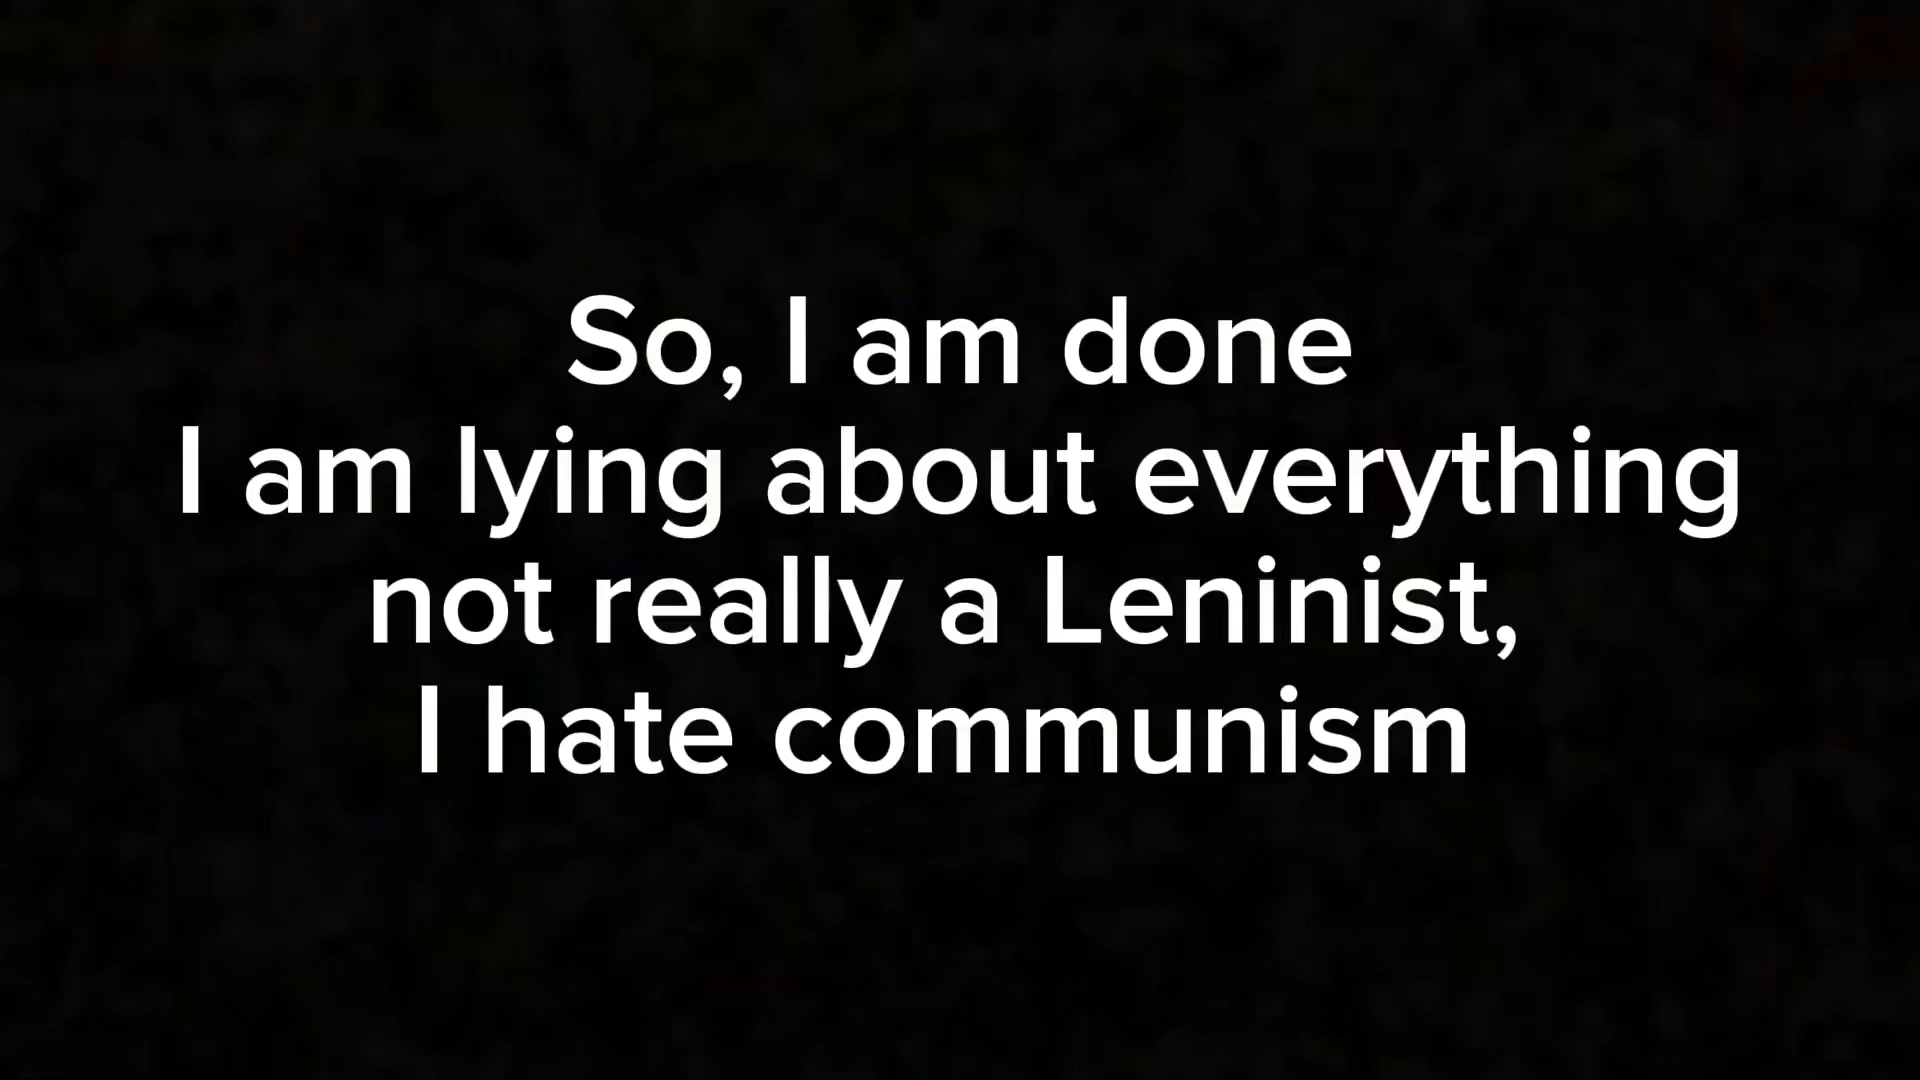 So, I am done
I am lying about everything
not really a Leninist,
I hate communism